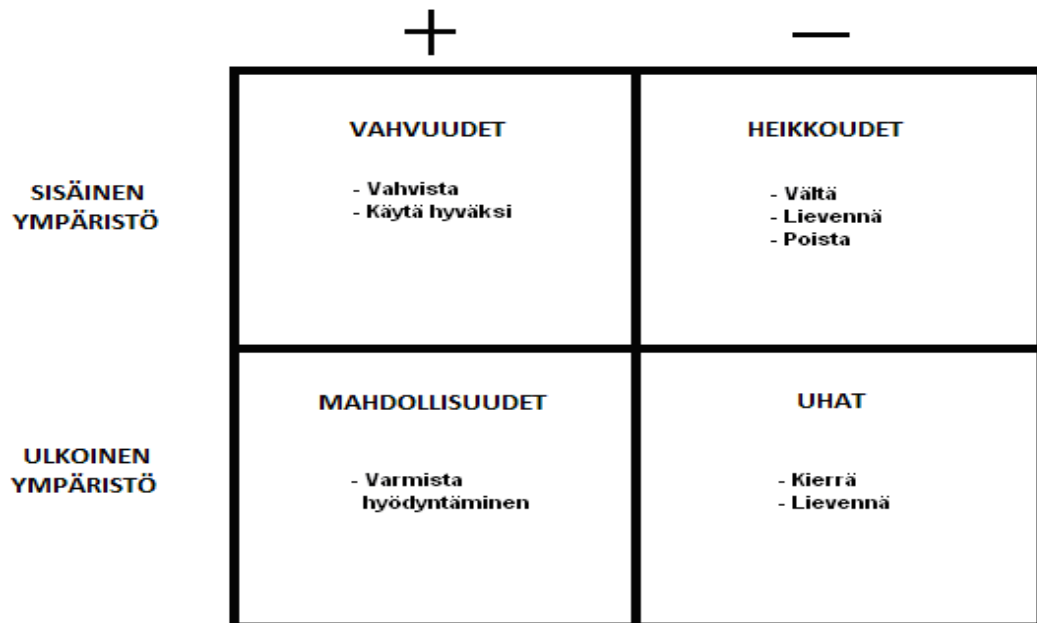 + —
VAHVUUDET
HEIKKOUDET
SISÄINEN
YMPÄRISTÖ
- Vahvista
- Käytä hyväksi
- Vältä
- Lievennä
- Poista
MAHDOLLISUUDET
UHAT
ULKOINEN
YMPÄRISTÖ
- Varmista
hyödyntäminen
- Kierrä
- Lievennä